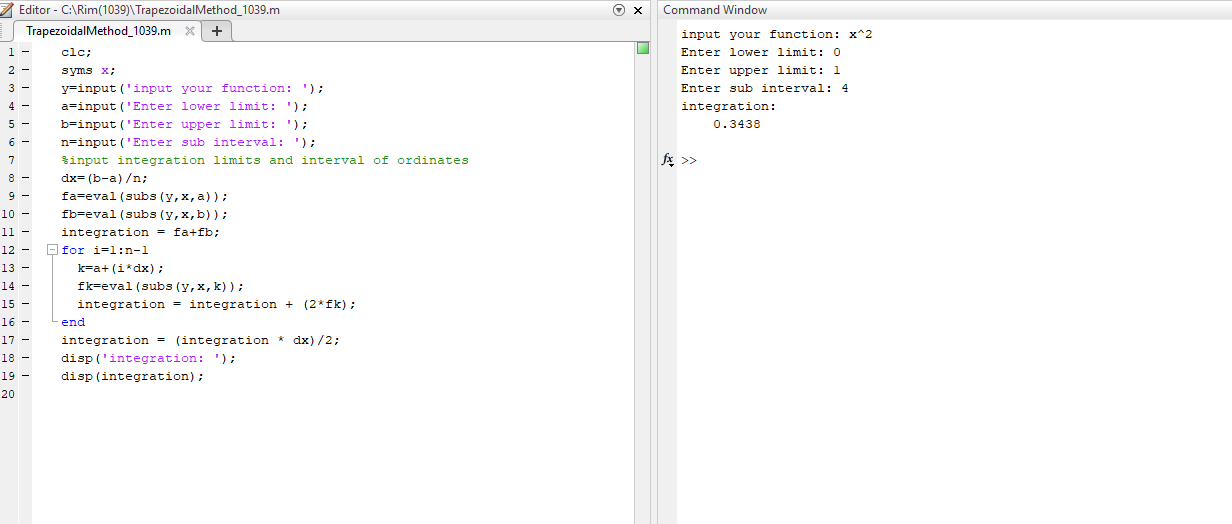 Editor - C:\Rim(1039)\TrapezoidalMethod_1039.m
TrapezoidalMethod_1039.m
+
1 - clc;
2 - syms x;
3 - y=input('input your function: ');
4 - a=input('Enter lower limit: ');
5 - b=input('Enter upper limit: ');
6 - n=input('Enter sub interval: ');
7 %input integration limits and interval of ordinates
8 - dx=(b-a)/n;
9 - fa=eval(subs(y,x,a));
10 - fb=eval(subs(y,x,b));
11 - integration = fa+fb;
12 - for i=1:n-1
13 - k=a+(i*dx);
14 - fk=eval(subs(y,x,k));
15 - integration = integration + (2*fk);
16 - end
17 - integration = (integration * dx)/2;
18 - disp('integration: ');
19 - disp(integration);
20
Command Window
input your function: x^2
Enter lower limit: 0
Enter upper limit: 1
Enter sub interval: 4
integration:
0.3438
fx >>